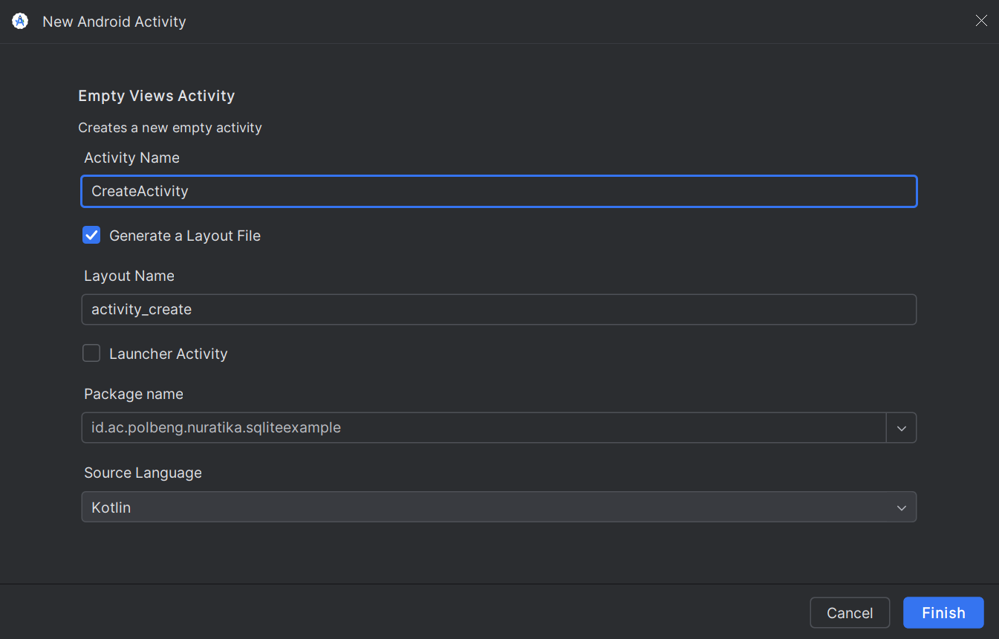 New Android Activity
Empty Views Activity
Creates a new empty activity
Activity Name
CreateActivity
Generate a Layout File
Layout Name
activity_create
Launcher Activity
Package name
id.ac.polbeng.nuratika.sqliteexample
Source Language
Kotlin
Cancel
Finish